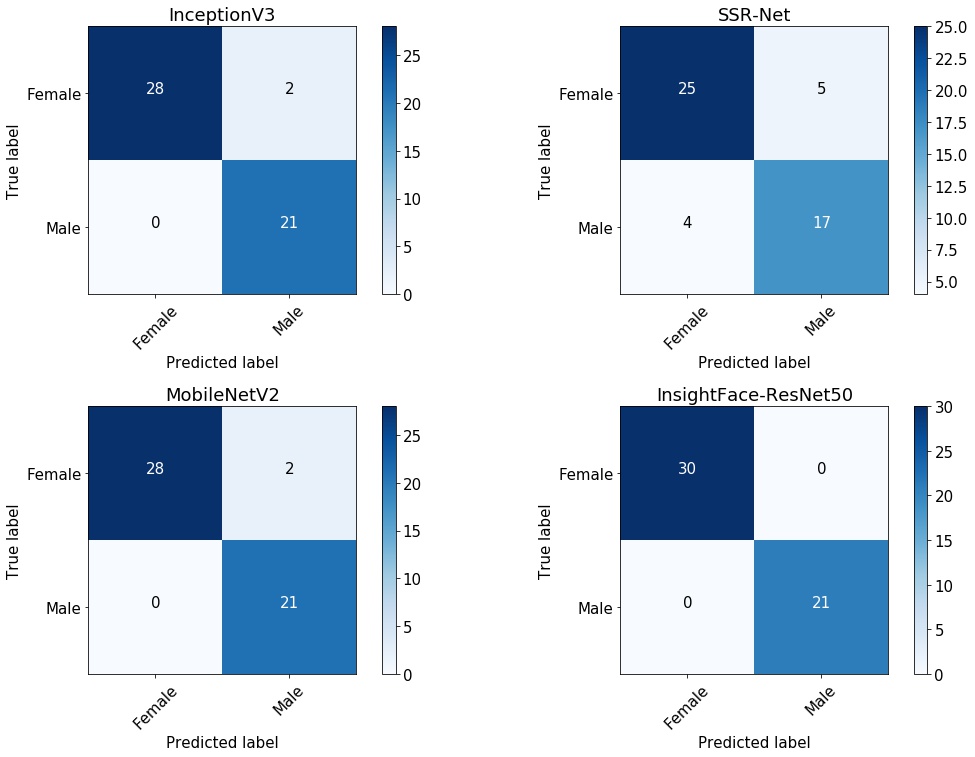 InceptionV3
Female
28
2
25
20
15
10
5
0
Male
0
21
True label
Female
Male
Predicted label
SSR-Net
Female
25
5
25.0
22.5
20.0
17.5
15.0
12.5
10.0
7.5
5.0
Male
4
17
True label
Female
Male
Predicted label
MobileNetV2
Female
28
2
25
20
15
10
5
0
Male
0
21
True label
Female
Male
Predicted label
InsightFace-ResNet50
Female
30
0
30
25
20
15
10
5
0
Male
0
21
True label
Female
Male
Predicted label